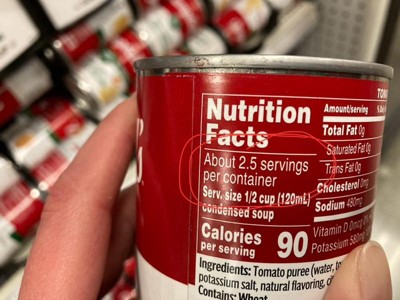 Nutrition
Facts
About 2.5 servings
per container
Serv. size 1/2 cup (120mL)
condensed soup
Calories
per serving
90
Amount/serving
Total Fat 0g
Saturated Fat 0g
Trans Fat 0g
Cholesterol 0mg
Sodium 480mg
Vitamin D 0mcg
Potassium
Ingredients: Tomato puree (water,
potassium salt, natural flavoring,
Contains: Wheat